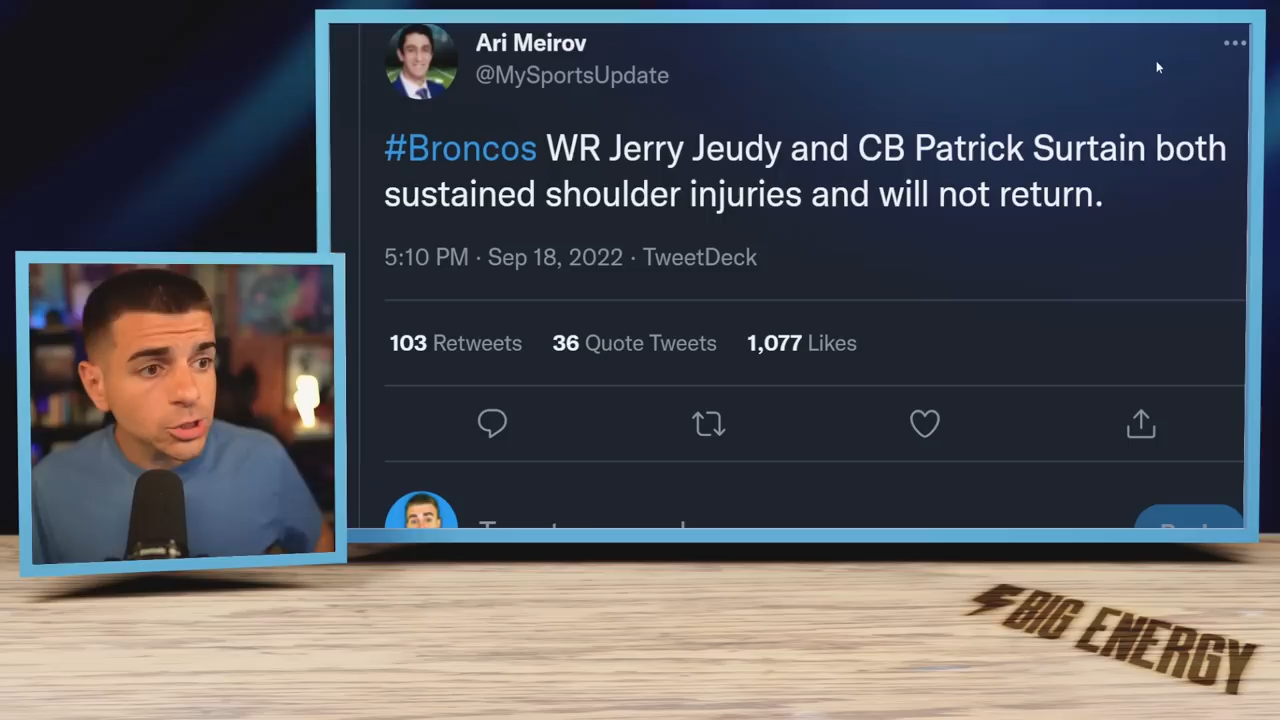 Ari Meirov
@MySportsUpdate
#Broncos WR Jerry Jeudy and CB Patrick Surtain both
sustained shoulder injuries and will not return.
5:10 PM · Sep 18, 2022 · TweetDeck
103 Retweets 36 Quote Tweets 1,077 Likes
BIG ENERGY